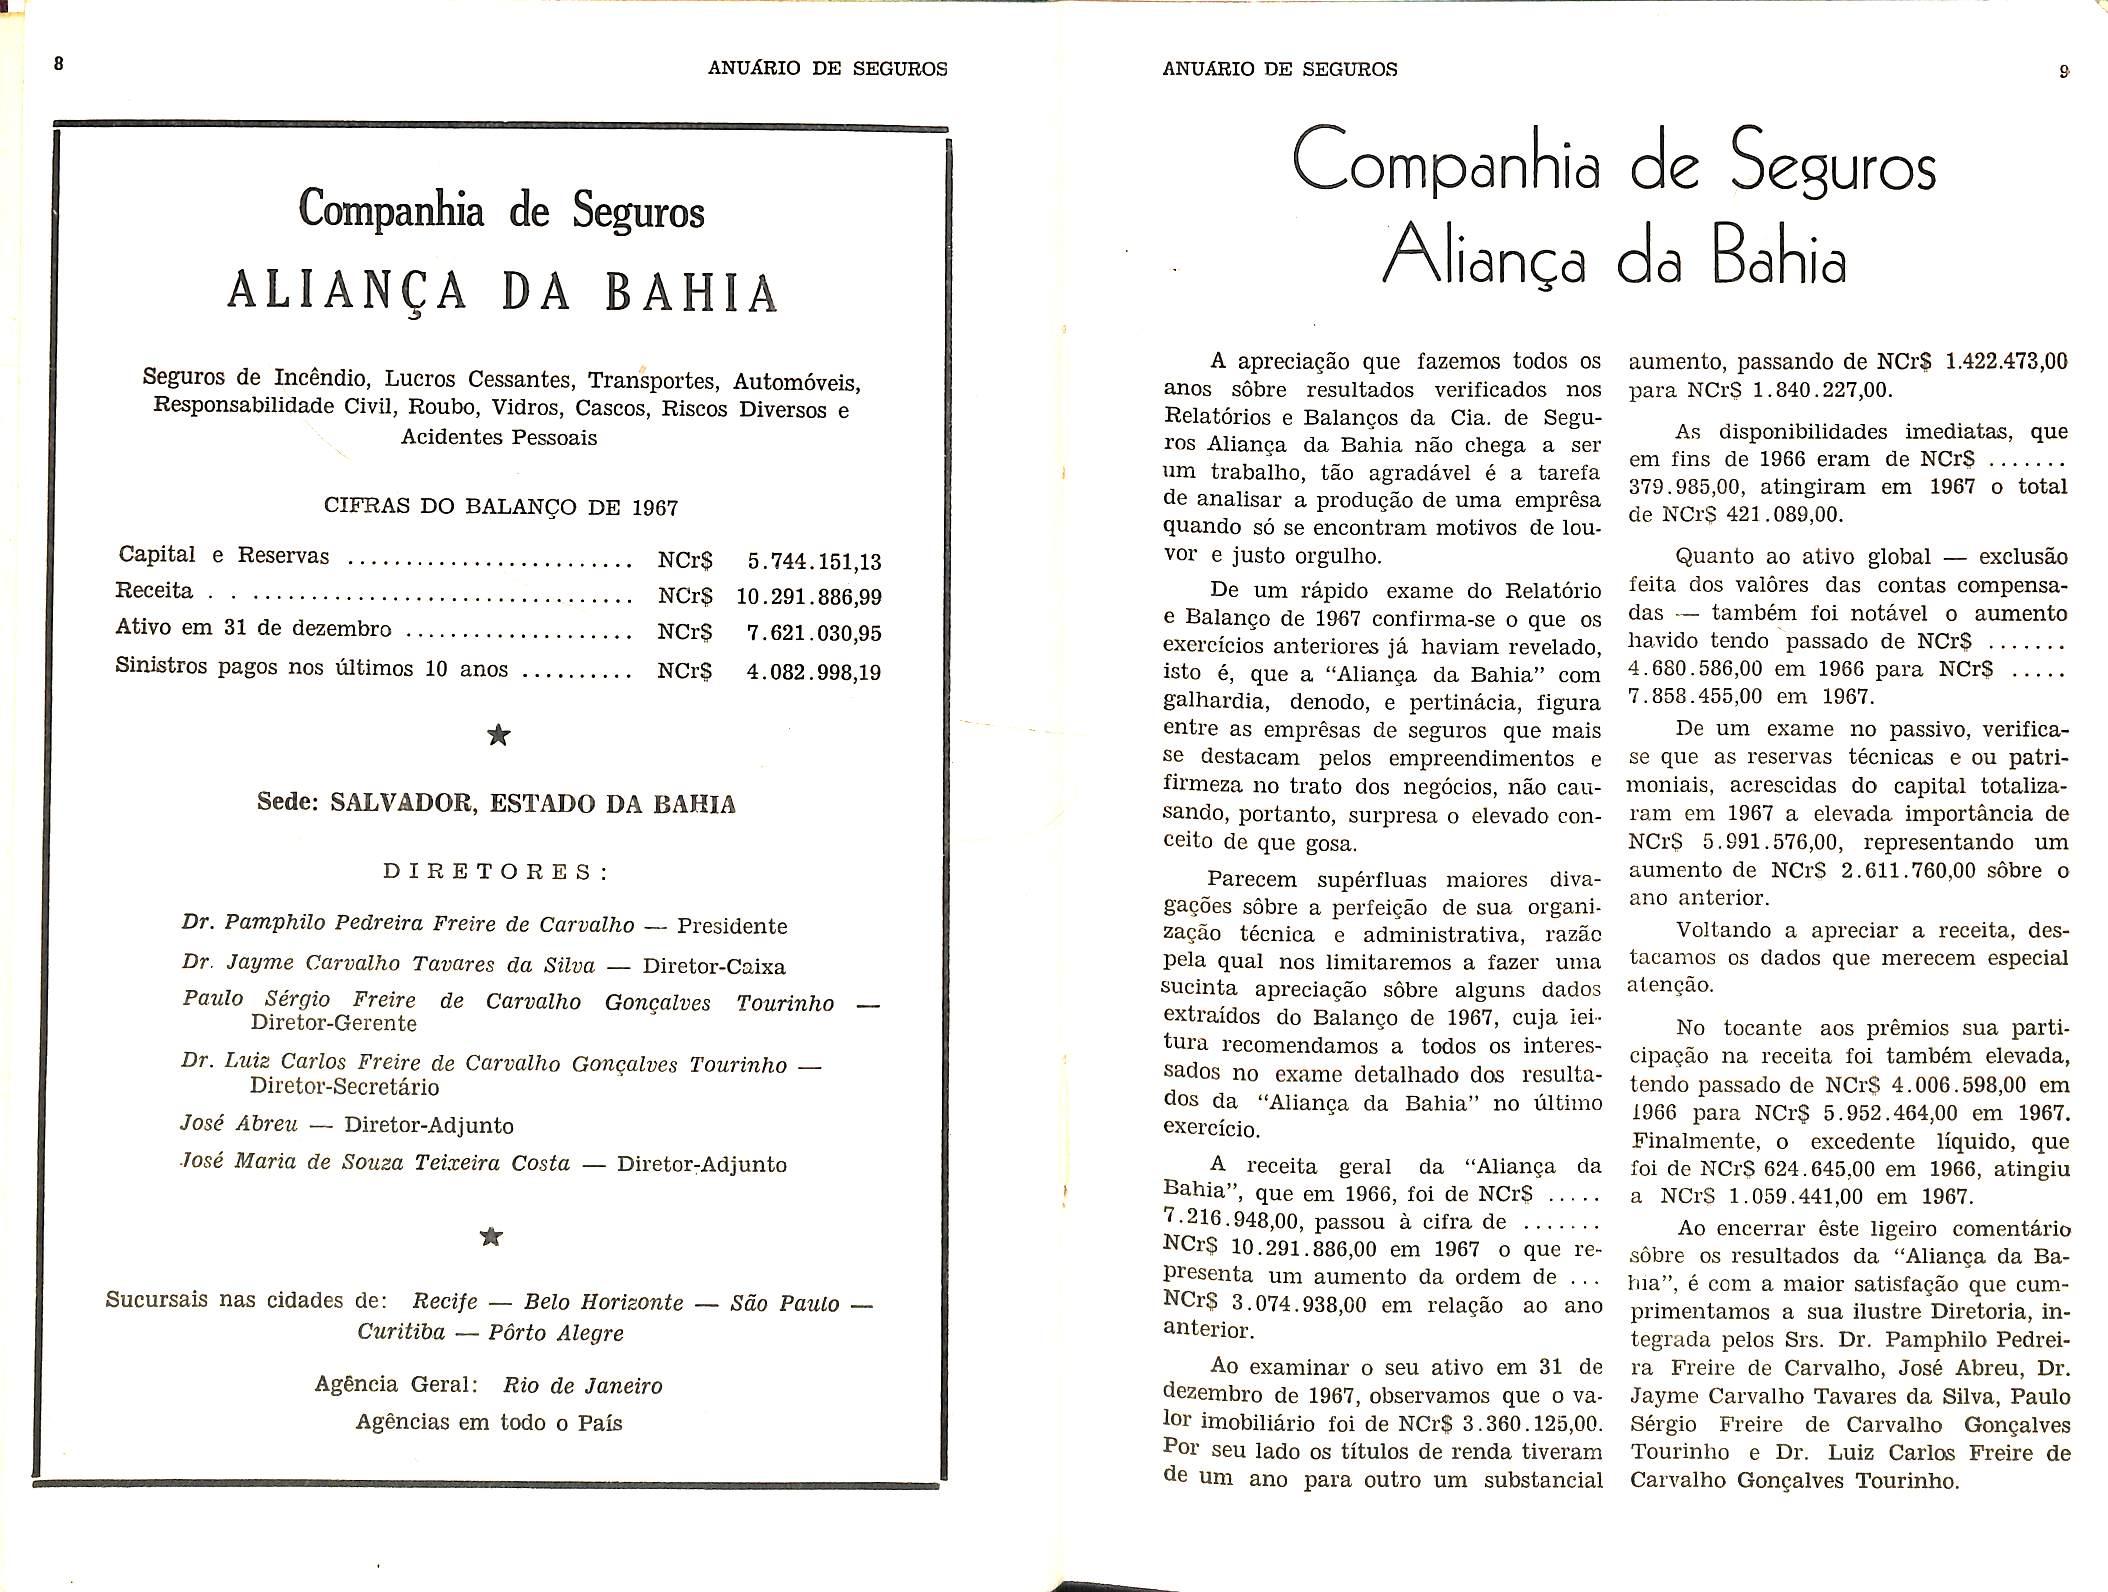 8
ANUÁRIO DE SEGUROS
Companhia de Seguros
ALIANÇA DA BAHIA
Seguros de Incêndio, Lucros Cessantes, Transportes, Automóveis,
Responsabilidade Civil, Roubo, Vidros, Cascos, Riscos Diversos e
Acidentes Pessoais
CIFRAS DO BALANÇO DE 1967
Capital e Reservas ......................... NCr$ 5.744.151,13
Receita . . ................................. NCr$ 10.291.886,99
Ativo em 31 de dezembro .................... NCr$ 7.621.030,95
Sinistros pagos nos últimos 10 anos .......... NCr$ 4.082.998,19
★
Sede: SALVADOR, ESTADO DA BAHIA
DIRETORES:
Dr. Pamphilo Pedreira Freire de Carvalho — Presidente
Dr. Jayme Carvalho Tavares da Silva — Diretor-Caixa
Paulo Sérgio Freire de Carvalho Gonçalves Tourinho —
Diretor-Gerente
Dr. Luiz Carlos Freire de Carvalho Gonçalves Tourinho —
Diretor-Secretário
José Abreu — Diretor-Adjunto
José Maria de Souza Teixeira Costa — Diretor-Adjunto
★
Sucursais nas cidades de: Recife — Belo Horizonte — São Paulo —
Curitiba — Pôrto Alegre
Agência Geral: Rio de Janeiro
Agências em todo o País
ANUÁRIO DE SEGUROS
9
Companhia de Seguros
Aliança da Bahia
A apreciação que fazemos todos os
anos sôbre resultados verificados nos
Relatórios e Balanços da Cia. de Segu-
ros Aliança da Bahia não chega a ser
um trabalho, tão agradável é a tarefa
de analisar a produção de uma emprêsa
quando só se encontram motivos de lou-
vor e justo orgulho.
De um rápido exame do Relatório
e Balanço de 1967 confirma-se o que os
exercícios anteriores já haviam revelado,
isto é, que a "Aliança da Bahia" com
galhardia, denodo, e pertinácia, figura
entre as emprêsas de seguros que mais
se destacam pelos empreendimentos e
firmeza no trato dos negócios, não cau-
sando, portanto, surpresa o elevado con-
ceito de que gosa.
Parecem supérfluas maiores diva-
gações sôbre a perfeição de sua organi-
zação técnica e administrativa, razão
pela qual nos limitaremos a fazer uma
sucinta apreciação sôbre alguns dados
extraídos do Balanço de 1967, cuja lei-
tura recomendamos a todos os interes-
sados no exame detalhado dos resulta-
dos da "Aliança da Bahia" no último
exercício.
A receita geral da "Aliança da
Bahia", que em 1966, foi de NCr$ .....
7.216.948,00, passou à cifra de .......
NCr$ 10.291.886,00 em 1967 o que re-
presenta um aumento da ordem de ...
NCr$ 3.074.938,00 em relação ao ano
anterior.
Ao examinar o seu ativo em 31 de
dezembro de 1967, observamos que o va-
lor imobiliário foi de NCr$ 3.360.125,00.
Por seu lado os títulos de renda tiveram
de um ano para outro um substancial
aumento, passando de NCr$ 1.422.473,00
para NCr$ 1.840.227,00.
As disponibilidades imediatas, que
em fins de 1966 eram de NCr$ .......
379.985,00, atingiram em 1967 o total
de NCr$ 421.089,00.
Quanto ao ativo global — exclusão
feita dos valôres das contas compensa-
das — também foi notável o aumento
havido tendo passado de NCr$ .......
4.680.586,00 em 1966 para NCr$ .....
7.858.455,00 em 1967.
De um exame no passivo, verifica-
se que as reservas técnicas e ou patri-
moniais, acrescidas do capital totaliza-
ram em 1967 a elevada importância de
NCr$ 5.991.576,00, representando um
aumento de NCr$ 2.611.760,00 sôbre o
ano anterior.
Voltando a apreciar a receita, des-
tacamos os dados que merecem especial
atenção.
No tocante aos prêmios sua parti-
cipação na receita foi também elevada,
tendo passado de NCr$ 4.006.598,00 em
1966 para NCr$ 5.952.464,00 em 1967.
Finalmente, o excedente líquido, que
foi de NCr$ 624.645,00 em 1966, atingiu
a NCr$ 1.059.441,00 em 1967.
Ao encerrar êste ligeiro comentário
sôbre os resultados da "Aliança da Ba-
hia", é com a maior satisfação que cum-
primentamos a sua ilustre Diretoria, in-
tegrada pelos Srs. Dr. Pamphilo Pedrei-
ra Freire de Carvalho, José Abreu, Dr.
Jayme Carvalho Tavares da Silva, Paulo
Sérgio Freire de Carvalho Gonçalves
Tourinho e Dr. Luiz Carlos Freire de
Carvalho Gonçalves Tourinho.